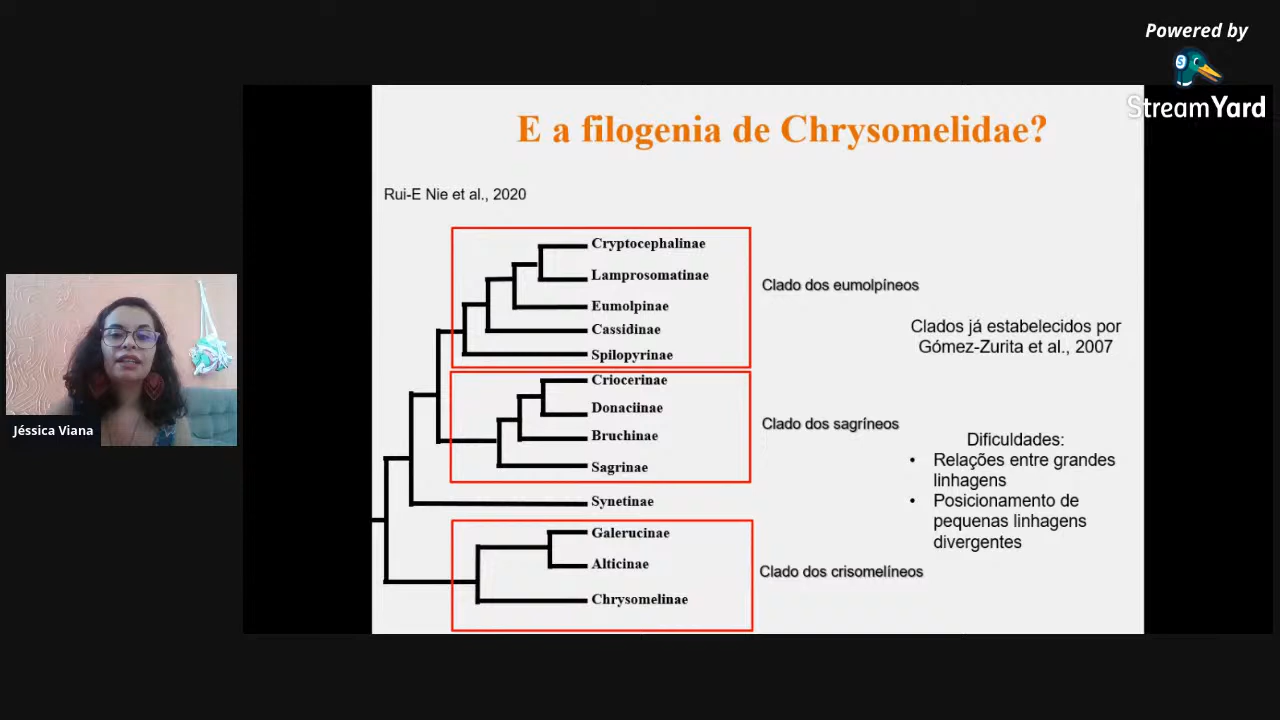 Powered by
StreamYard
E a filogenia de Chrysomelidae?
Rui-E Nie et al., 2020
Cryptocephalinae
Lamprosomatinae
Eumolpinae
Cassidinae
Spilopyrinae
Clado dos eumolpíneos
Clados já estabelecidos por
Gómez-Zurita et al., 2007
Criocerinae
Donaciinae
Bruchinae
Sagrinae
Clado dos sagríneos
Synetinae
Galerucinae
Alticinae
Chrysomelinae
Clado dos crisomelíneos
Dificuldades:
• Relações entre grandes
linhagens
• Posicionamento de
pequenas linhagens
divergentes
Jéssica Viana